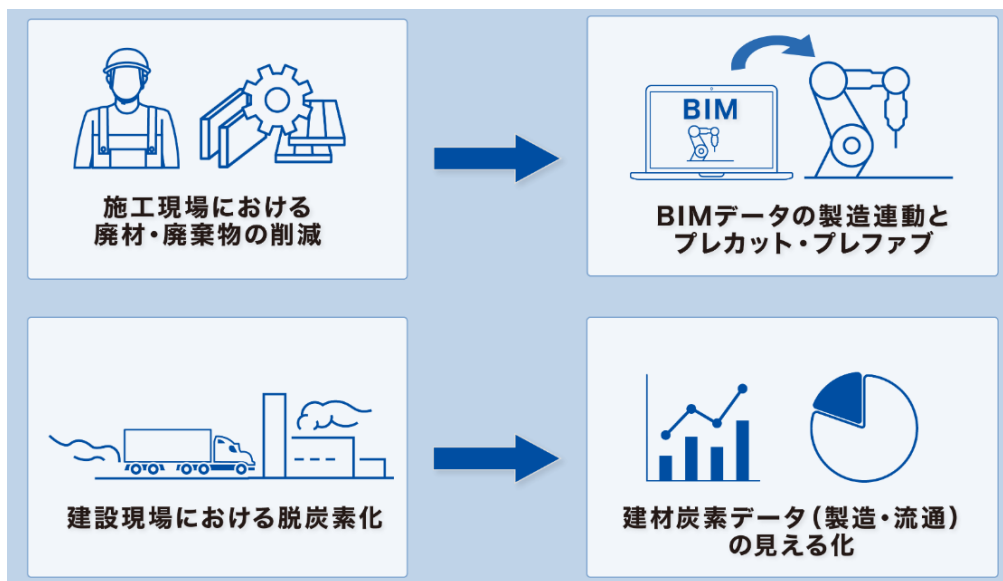 施工現場における
廃材・廃棄物の削減
BIM
BIMデータの製造連動と
プレカット・プレファブ
建設現場における脱炭素化
建材炭素データ(製造・流通)
の見える化